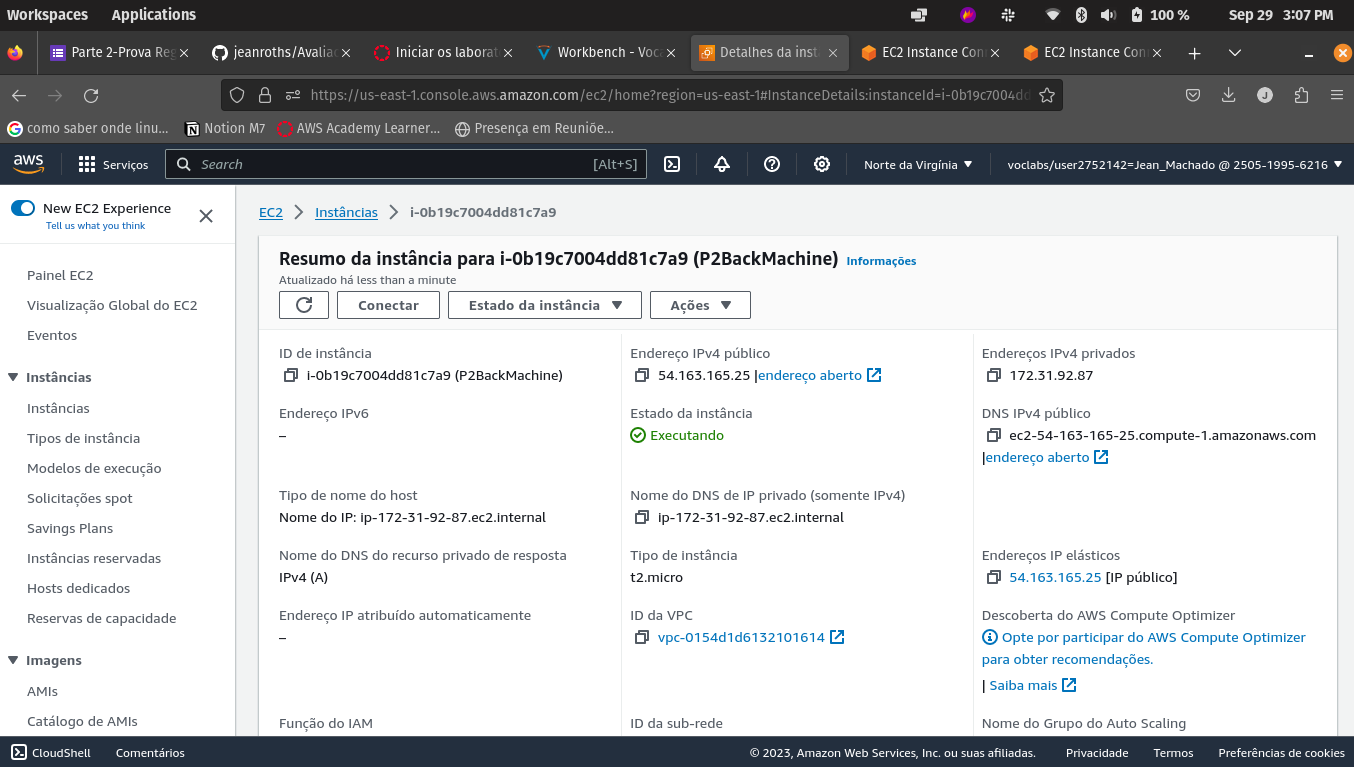 Workspaces Applications 100 % Sep 29 3:07 PM
Parte 2-Prova Reg jeanroths/Avaliac Iniciar os laborat Workbench - Voca Detalhes da inst EC2 Instance Con EC2 Instance Con
https://us-east-1.console.aws.amazon.com/ec2/home?region=us-east-1#InstanceDetails:instanceId=i-0b19c7004dd J
como saber onde linu... Notion M7 AWS Academy Learner... Presença em Reuniõe...
aws Serviços Search [Alt+S] Norte da Virgínia voclabs/user2752142=Jean_Machado @ 2505-1995-6216
New EC2 Experience
Tell us what you think
Painel EC2
Visualização Global do EC2
Eventos
Instâncias
Instâncias
Tipos de instância
Modelos de execução
Solicitações spot
Savings Plans
Instâncias reservadas
Hosts dedicados
Reservas de capacidade
Imagens
AMIs
Catálogo de AMIs
EC2 Instâncias i-0b19c7004dd81c7a9
Resumo da instância para i-0b19c7004dd81c7a9 (P2BackMachine) Informações
Atualizado há less than a minute
Conectar Estado da instância Ações
ID de instância
i-0b19c7004dd81c7a9 (P2BackMachine)
Endereço IPv4 público
54.163.165.25 |endereço aberto
Endereços IPv4 privados
172.31.92.87
Endereço IPv6
–
Estado da instância
Executando
DNS IPv4 público
ec2-54-163-165-25.compute-1.amazonaws.com
|endereço aberto
Tipo de nome do host
Nome do IP: ip-172-31-92-87.ec2.internal
Nome do DNS de IP privado (somente IPv4)
ip-172-31-92-87.ec2.internal
Nome do DNS do recurso privado de resposta
IPv4 (A)
Tipo de instância
t2.micro
Endereços IP elásticos
54.163.165.25 [IP público]
Endereço IP atribuído automaticamente
–
ID da VPC
vpc-0154d1d6132101614
Descoberta do AWS Compute Optimizer
Opte por participar do AWS Compute Optimizer
para obter recomendações.
| Saiba mais
Função do IAM
ID da sub-rede
Nome do Grupo do Auto Scaling
CloudShell Comentários © 2023, Amazon Web Services, Inc. ou suas afiliadas. Privacidade Termos Preferências de cookies